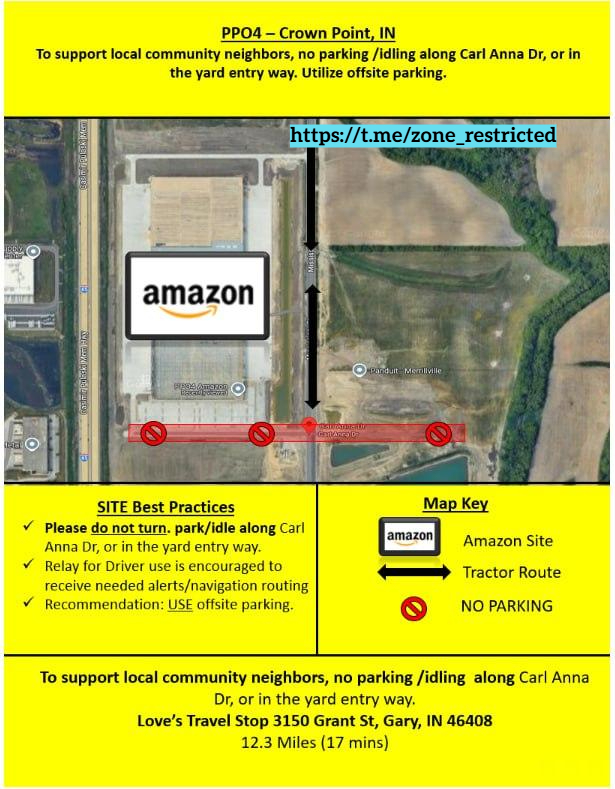 PPO4 – Crown Point, IN
To support local community neighbors, no parking /idling along Carl Anna Dr, or in
the yard entry way. Utilize offsite parking.
https://t.me/zone_restricted
amazon
PPO4 Amazon
Recently viewed
Panduit - Merrillville
Carl Anna Dr
Carl Anna Dr
SITE Best Practices
✓ Please do not turn. park/idle along Carl
Anna Dr, or in the yard entry way.
✓ Relay for Driver use is encouraged to
receive needed alerts/navigation routing
✓ Recommendation: USE offsite parking.
Map Key
amazon
Amazon Site
Tractor Route
NO PARKING
To support local community neighbors, no parking /idling along Carl Anna
Dr, or in the yard entry way.
Love's Travel Stop 3150 Grant St, Gary, IN 46408
12.3 Miles (17 mins)